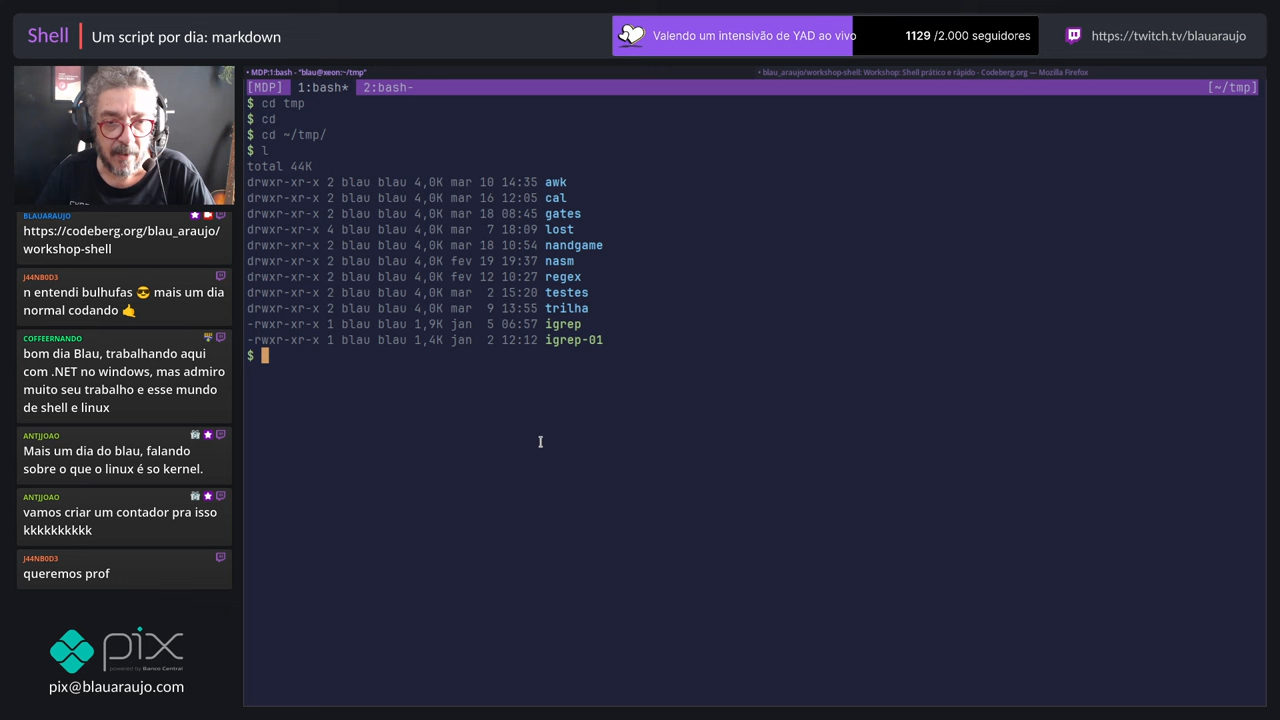 Shell
Um script por dia: markdown
Valendo um intensivão de YAD ao vivo
1129 /2.000 seguidores
https://twitch.tv/blauaraujo
• MDP:1:bash - "blau@xeon:~/tmp"
• blau_araujo/workshop-shell: Workshop: Shell prático e rápido - Codeberg.org — Mozilla Firefox
[MDP] 1:bash* 2:bash- [~/tmp]
$ cd tmp
$ cd
$ cd ~/tmp/
$ l
total 44K
drwxr-xr-x 2 blau blau 4,0K mar 10 14:35 awk
drwxr-xr-x 2 blau blau 4,0K mar 16 12:05 cal
drwxr-xr-x 2 blau blau 4,0K mar 18 08:45 gates
drwxr-xr-x 4 blau blau 4,0K mar  7 18:09 lost
drwxr-xr-x 2 blau blau 4,0K mar 18 10:54 nandgame
drwxr-xr-x 2 blau blau 4,0K fev 19 19:37 nasm
drwxr-xr-x 2 blau blau 4,0K fev 12 10:27 regex
drwxr-xr-x 2 blau blau 4,0K mar  2 15:20 testes
drwxr-xr-x 2 blau blau 4,0K mar  9 13:55 trilha
-rwxr-xr-x 1 blau blau 1,9K jan  5 06:57 igrep
-rwxr-xr-x 1 blau blau 1,4K jan  2 12:12 igrep-01
$
BLAUARAUJO
https://codeberg.org/blau_araujo/
workshop-shell
J44NB0D3
n entendi bulhufas 😎 mais um dia
normal codando 🤙
COFFEERNANDO
bom dia Blau, trabalhando aqui
com .NET no windows, mas admiro
muito seu trabalho e esse mundo
de shell e linux
ANTJJOAO
Mais um dia do blau, falando
sobre o que o linux é so kernel.
ANTJJOAO
vamos criar um contador pra isso
kkkkkkkkkk
J44NB0D3
queremos prof
pix
powered by Banco Central
pix@blauaraujo.com